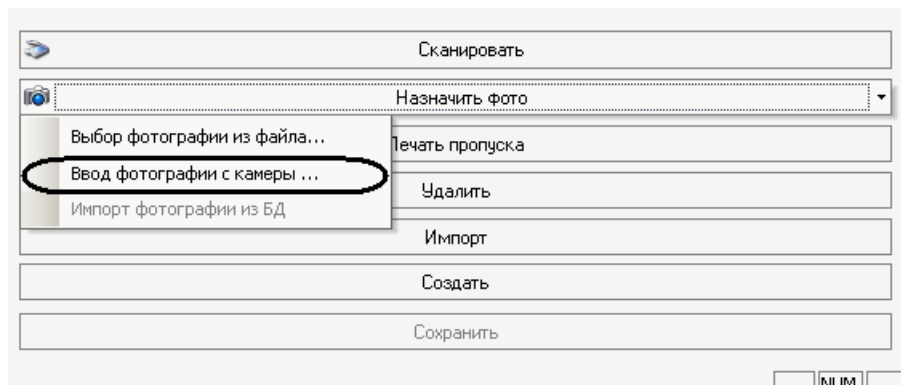 Сканировать
Назначить фото
Выбор фотографии из файла...
Печать пропуска
Ввод фотографии с камеры ...
Удалить
Импорт фотографии из БД
Импорт
Создать
Сохранить
NUM